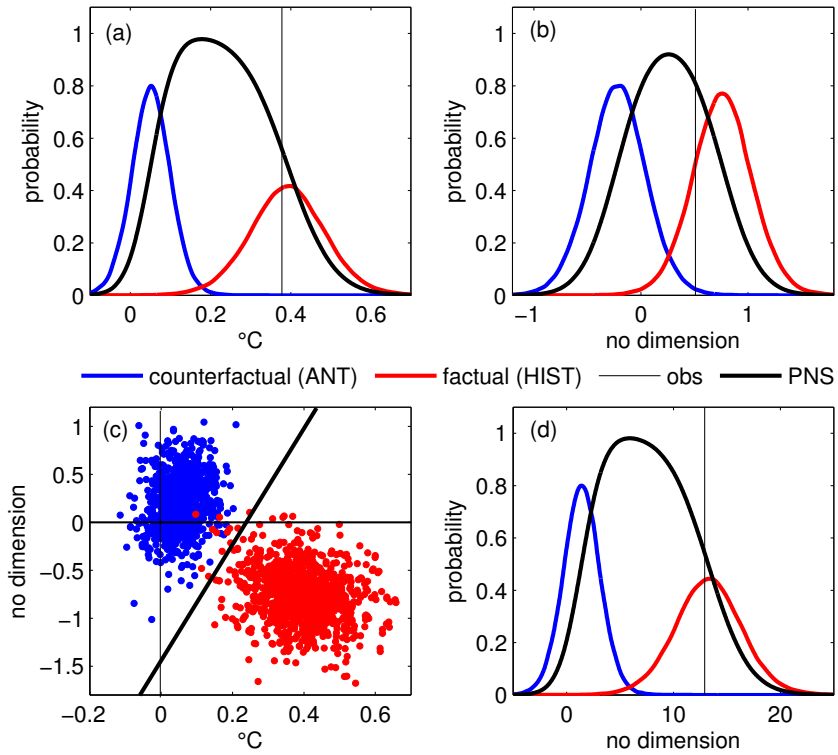 (a)
probability
1
0.8
0.6
0.4
0.2
0
0 0.2 0.4 0.6
°C
(b)
probability
1
0.8
0.6
0.4
0.2
0
−1 0 1
no dimension
counterfactual (ANT) factual (HIST) obs PNS
(c)
no dimension
1
0.5
0
−0.5
−1
−1.5
−0.2 0 0.2 0.4 0.6
°C
(d)
probability
1
0.8
0.6
0.4
0.2
0
0 10 20
no dimension